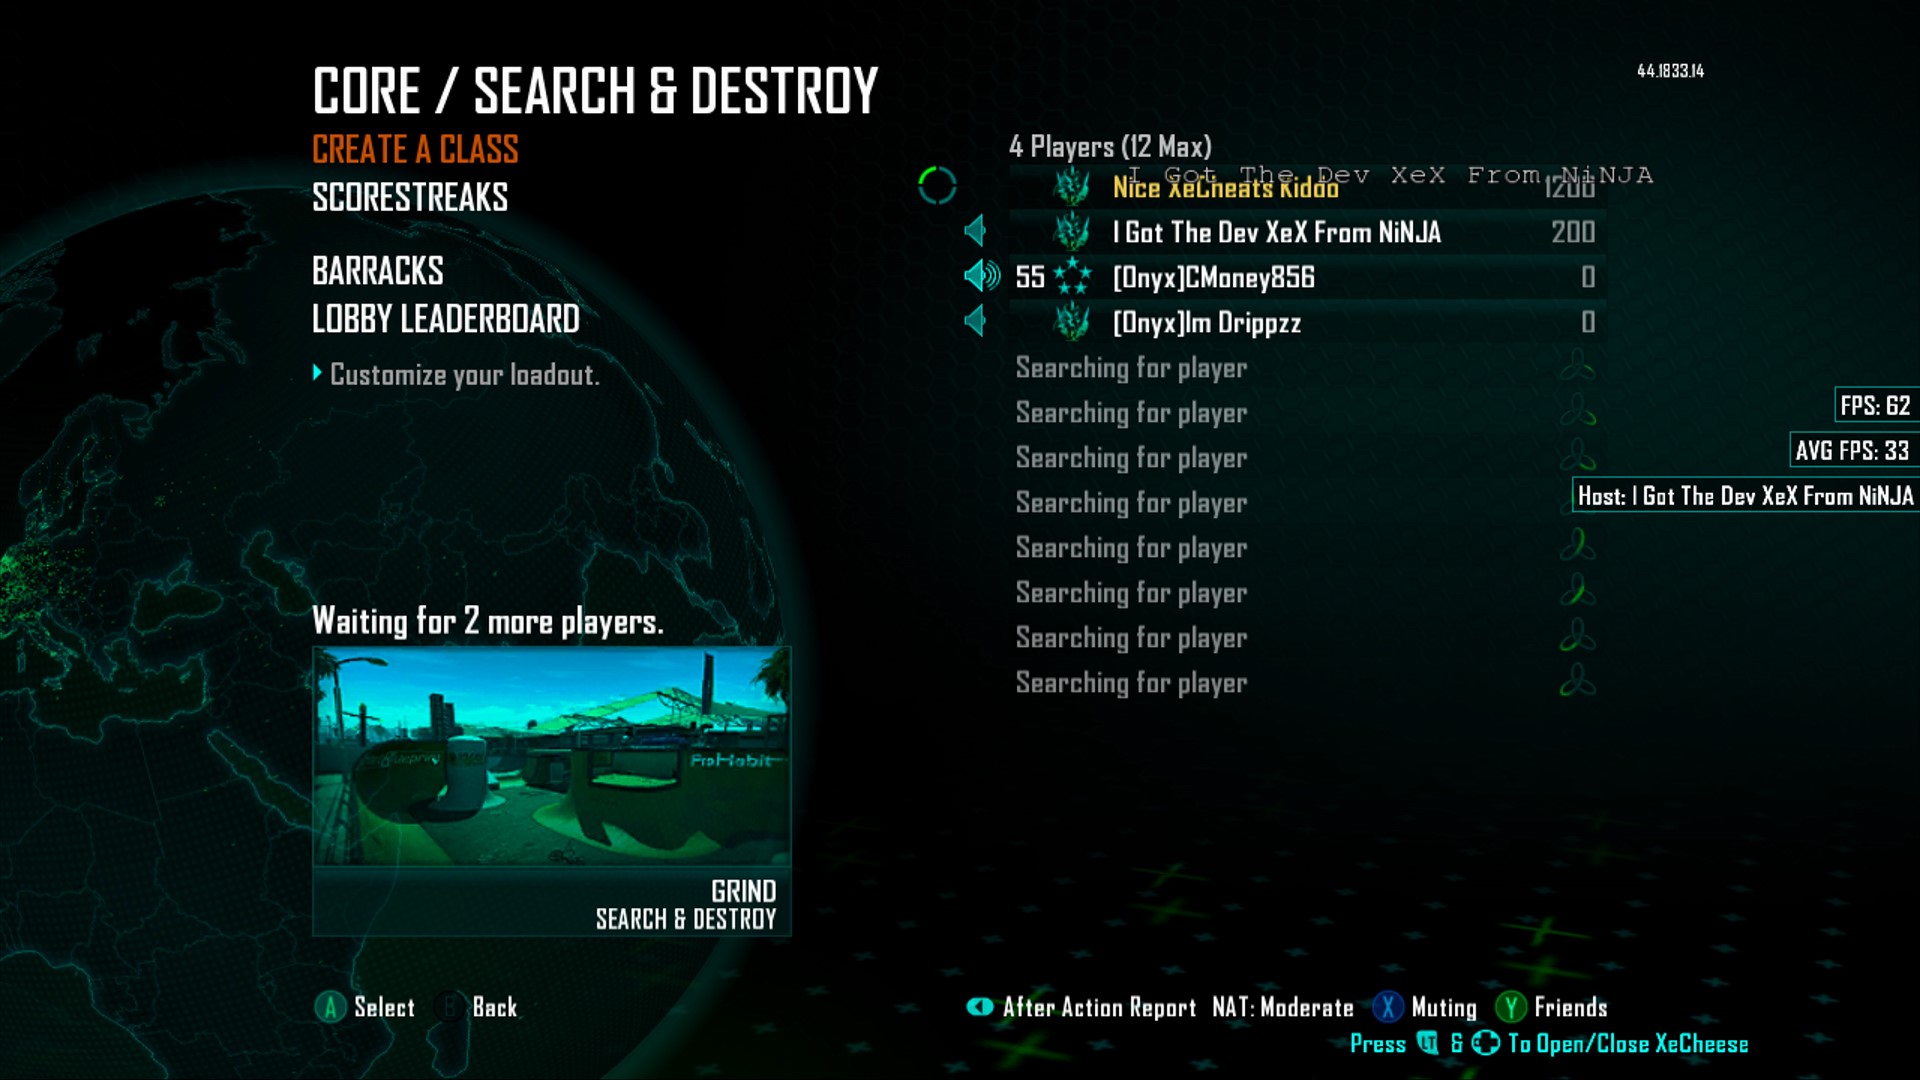 CORE / SEARCH & DESTROY
44.1833.14
CREATE A CLASS
SCORESTREAKS
BARRACKS
LOBBY LEADERBOARD
Customize your loadout.
4 Players (12 Max)
I Got The Dev XeX From NiNJA
Nice XeCheats Kiddo 1200
I Got The Dev XeX From NiNJA 200
55 [Onyx]CMoney856 0
[Onyx]Im Drippzz 0
Searching for player
Searching for player
Searching for player
Searching for player
Searching for player
Searching for player
Searching for player
Searching for player
FPS: 62
AVG FPS: 33
Host: I Got The Dev XeX From NiNJA
Waiting for 2 more players.
ProHabit
GRIND
SEARCH & DESTROY
A Select B Back
After Action Report NAT: Moderate X Muting Y Friends
Press LT & To Open/Close XeCheese